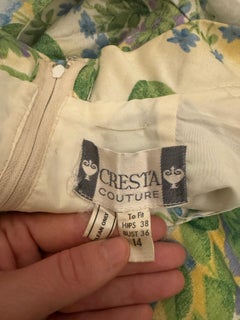 CRESTA
COUTURE
To Fit
HIPS 38
BUST 36
14